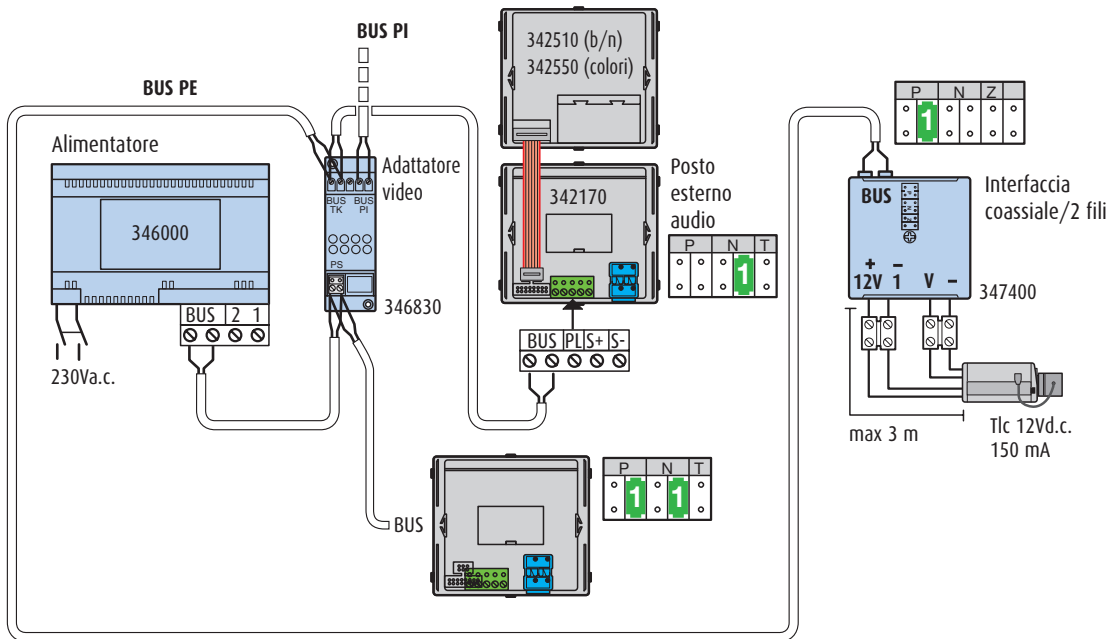 BUS PI
BUS PE
342510 (b/n)
342550 (colori)
Alimentatore
346000
Adattatore
video
BUS BUS
TK PI
PS
346830
342170
Posto
esterno
audio
P N T
1
P N Z
1
BUS
Interfaccia
coassiale/2 fili
+ –
12V 1 V –
347400
BUS 2 1
230Va.c.
BUS PL S+ S-
max 3 m
Tlc 12Vd.c.
150 mA
BUS
P N T
1 1